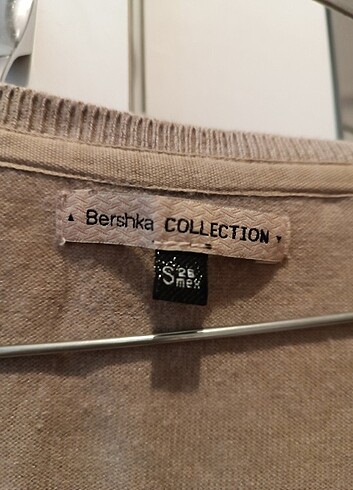 ▲ Bershka COLLECTION ▼
S 26
mex